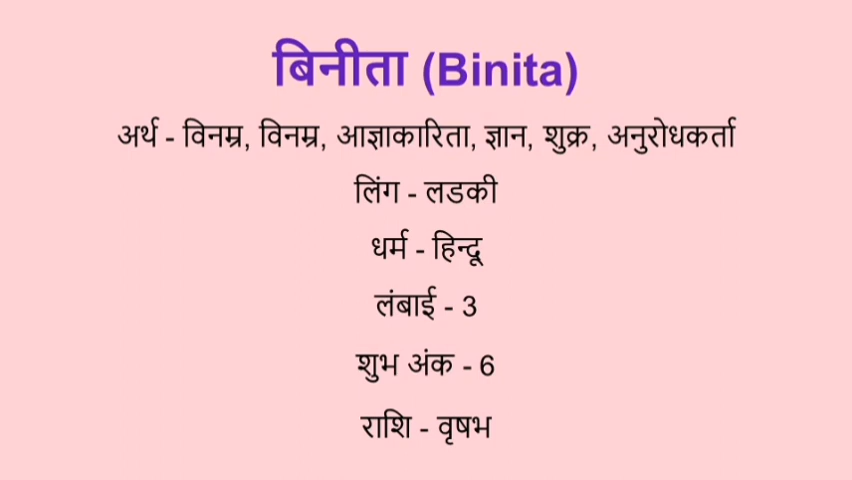 बिनीता (Binita)
अर्थ - विनम्र, विनम्र, आज्ञाकारिता, ज्ञान, शुक्र, अनुरोधकर्ता
लिंग - लडकी
धर्म - हिन्दू
लंबाई - 3
शुभ अंक - 6
राशि - वृषभ